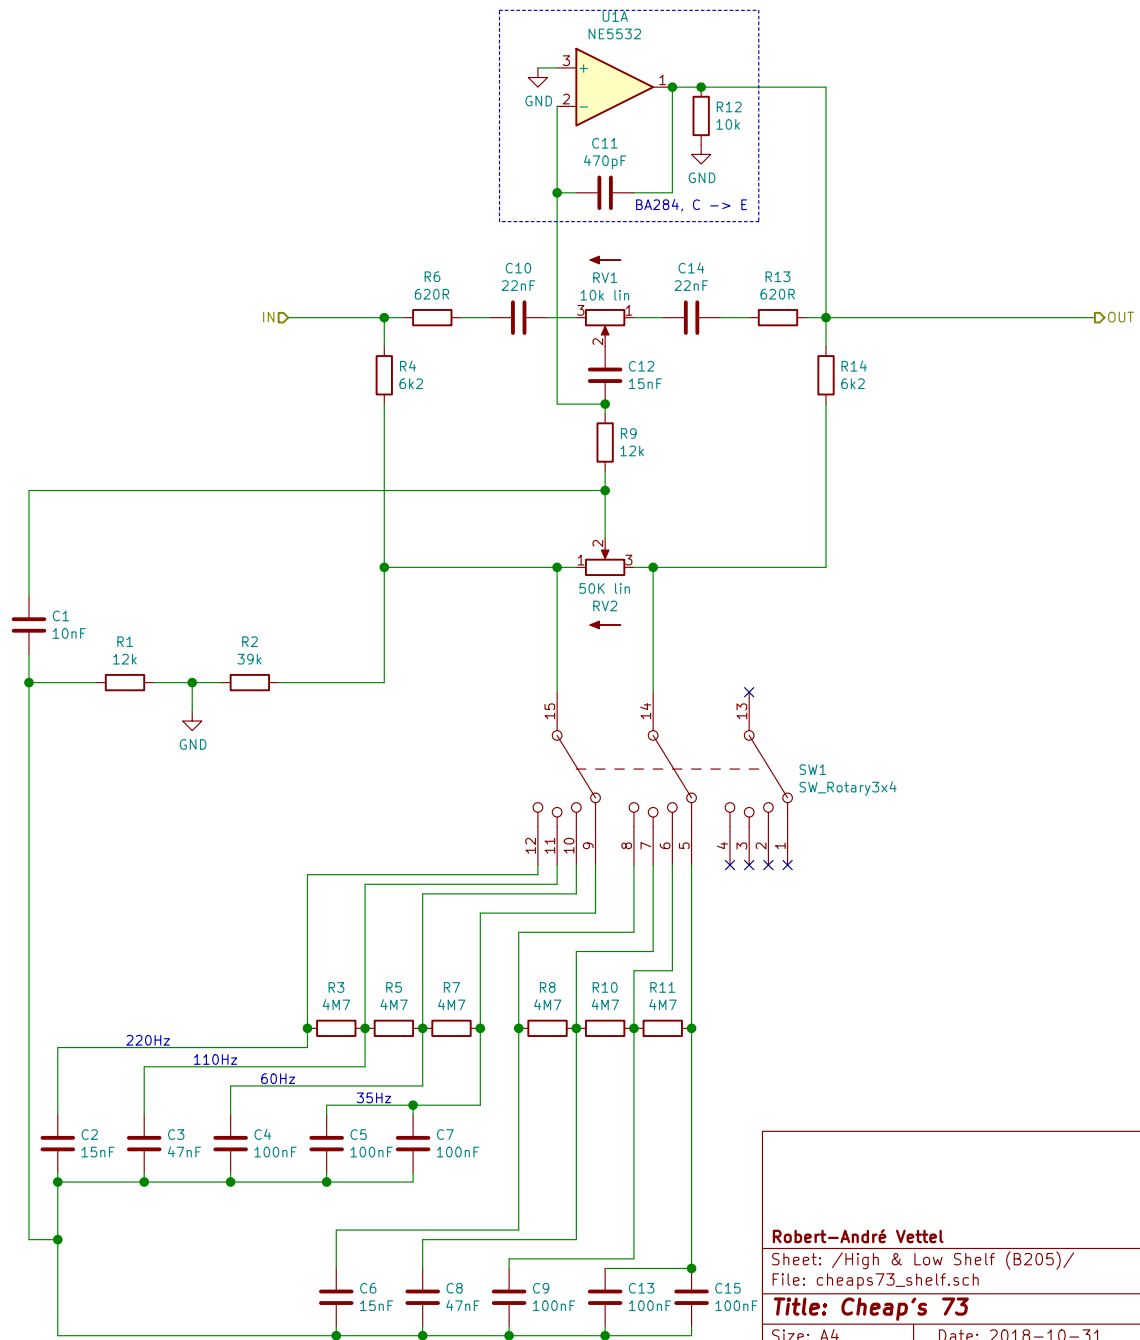 U1A
NE5532
3
+
1
GND
2
−
R12
10k
C11
470pF
GND
BA284, C -> E
R6
620R
C10
22nF
RV1
10k lin
C14
22nF
R13
620R
IN
3
1
OUT
2
R4
6k2
C12
15nF
R14
6k2
R9
12k
2
1
3
50K lin
RV2
C1
10nF
R1
12k
R2
39k
GND
15
14
13
SW1
SW_Rotary3x4
12
11
10
9
8
7
6
5
4
3
2
1
R3
4M7
R5
4M7
R7
4M7
R8
4M7
R10
4M7
R11
4M7
220Hz
110Hz
60Hz
35Hz
C2
15nF
C3
47nF
C4
100nF
C5
100nF
C7
100nF
C6
15nF
C8
47nF
C9
100nF
C13
100nF
C15
100nF
Robert-André Vettel
Sheet: /High & Low Shelf (B205)/
File: cheaps73_shelf.sch
Title: Cheap's 73
Size: A4
Date: 2018-10-31